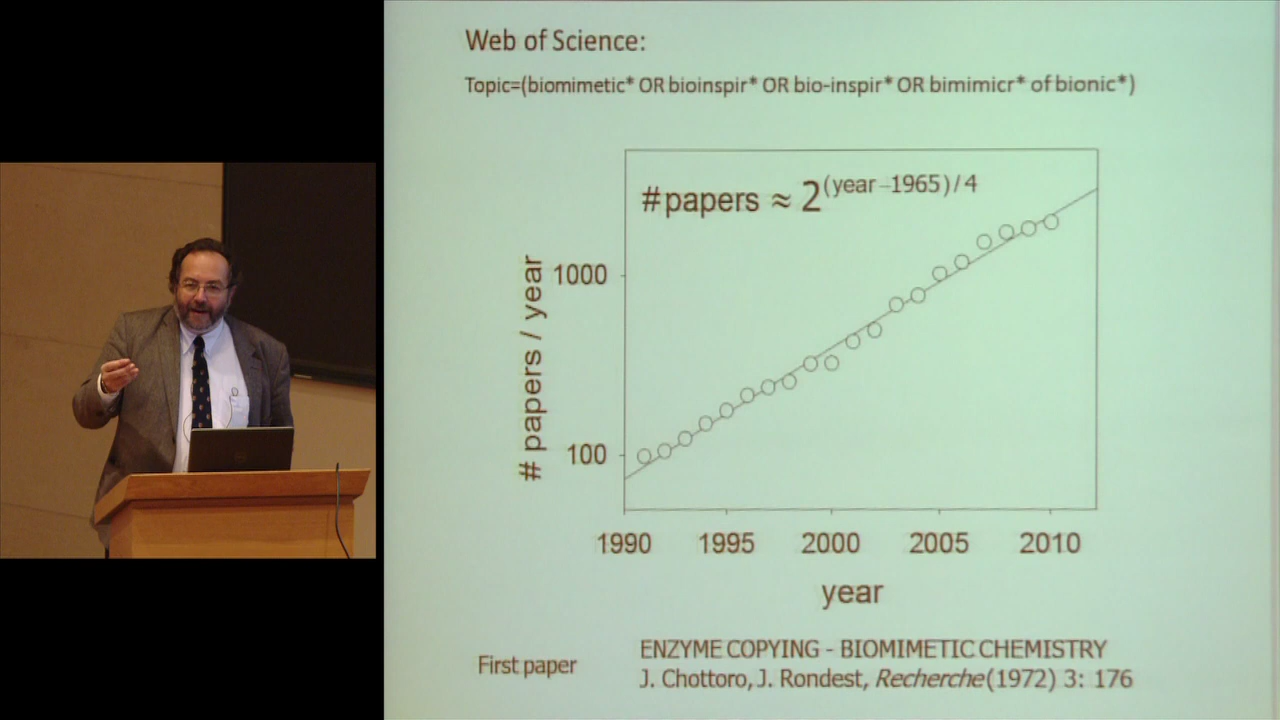 Web of Science:
Topic=(biomimetic* OR bioinspir* OR bio-inspir* OR bimimicr* of bionic*)
#papers ≈ 2^(year–1965)/4
# papers / year
1000
100
1990 1995 2000 2005 2010
year
First paper
ENZYME COPYING - BIOMIMETIC CHEMISTRY
J. Chottoro, J. Rondest, Recherche (1972) 3: 176